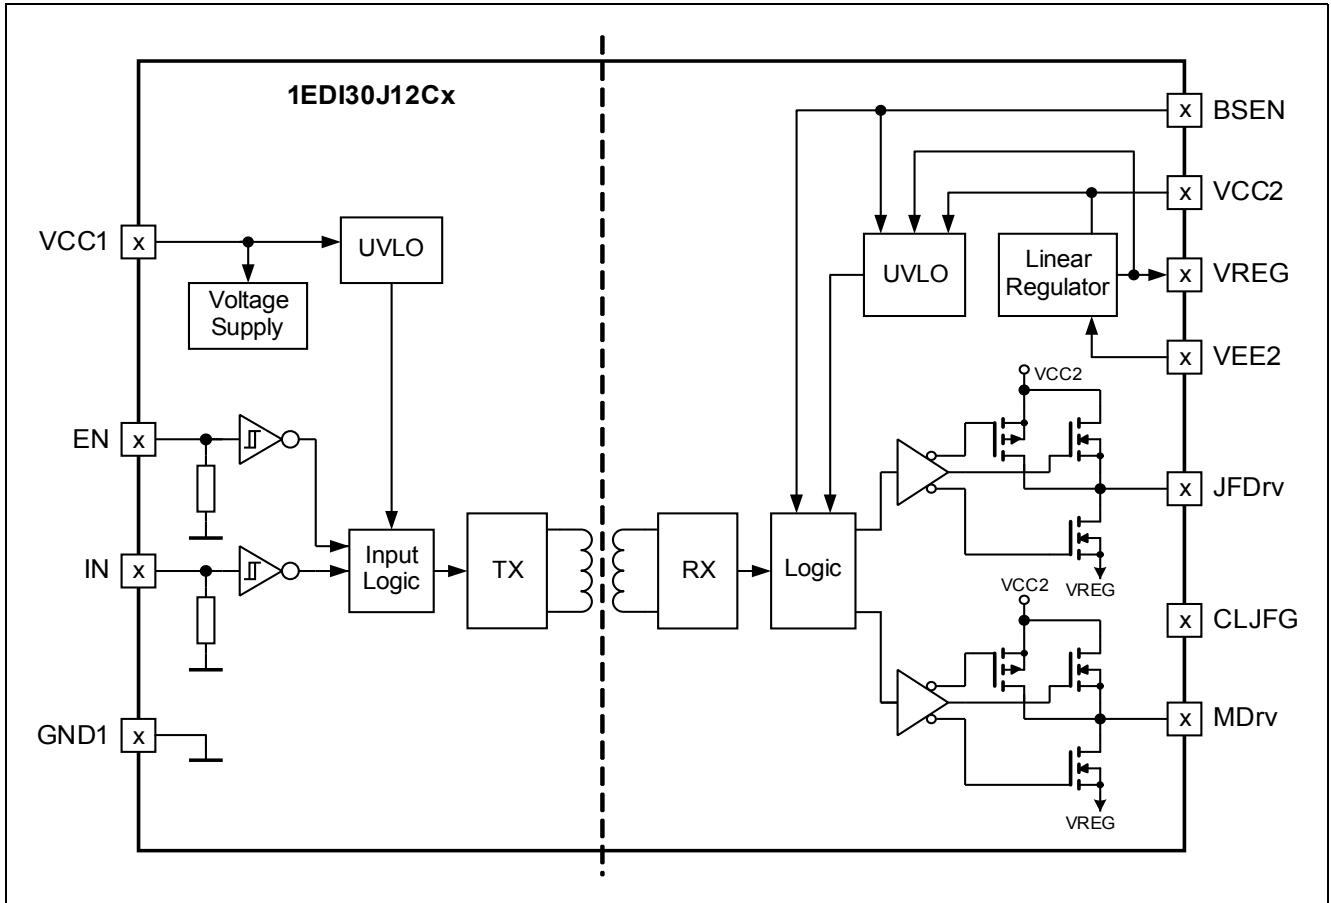 1EDI30J12Cx
x BSEN
x VCC2
VCC1 x
UVLO
Voltage
Supply
UVLO
Linear
Regulator
x VREG
x VEE2
VCC2
EN x
x JFDrv
IN x
Input
Logic
TX
RX
Logic
VREG
VCC2
x CLJFG
GND1 x
x MDrv
VREG